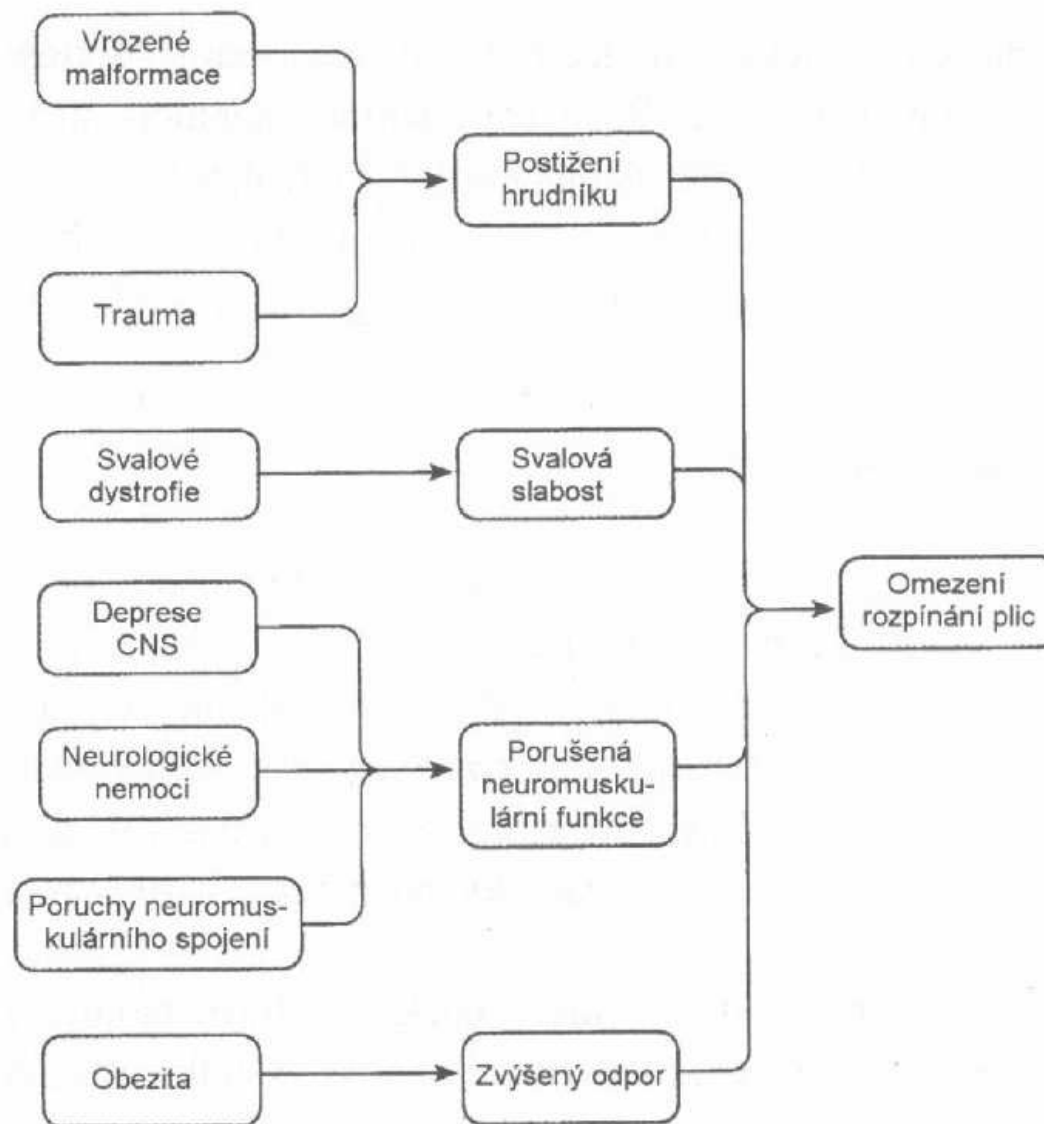 Vrozené
malformace
Postižení
hrudníku
Trauma
Svalové
dystrofie
Svalová
slabost
Deprese
CNS
Omezení
rozpínání plic
Neurologické
nemoci
Porušená
neuromusku-
lární funkce
Poruchy neuromus-
kulárního spojení
Obezita
Zvýšený odpor